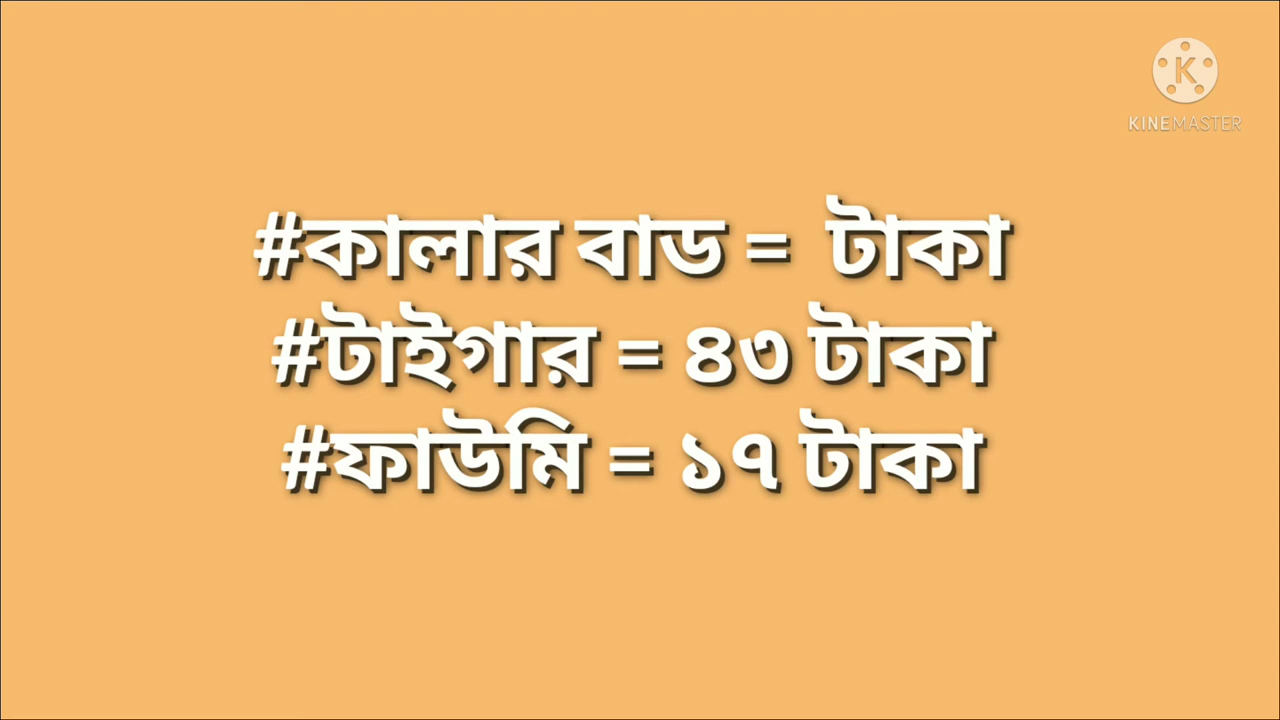 KINEMASTER
#কালার বাড = টাকা
#টাইগার = ৪৩ টাকা
#ফাউমি = ১৭ টাকা